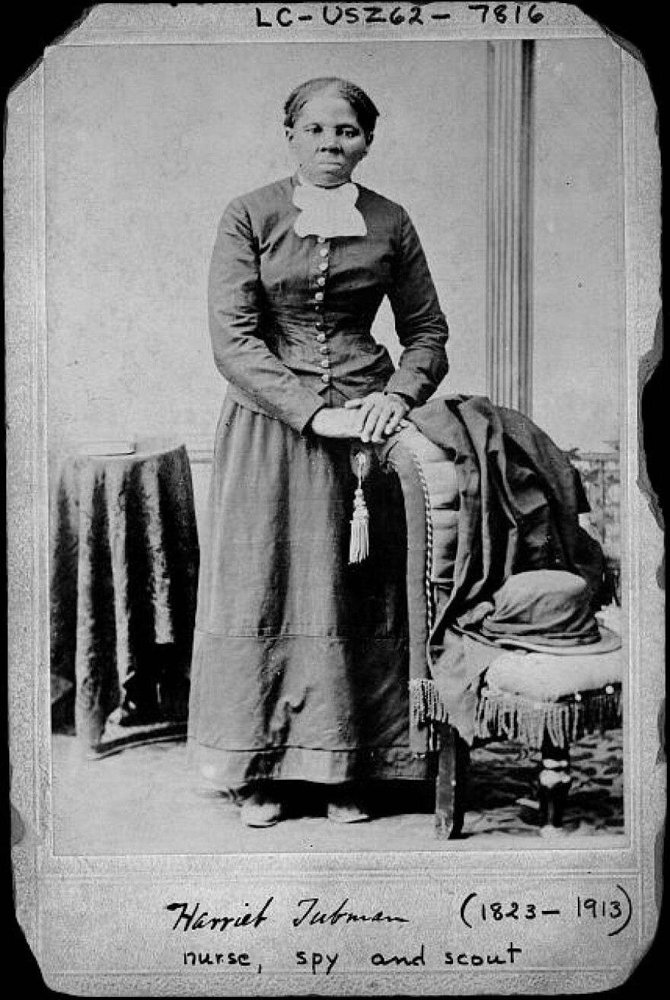 LC-USZ62-7816
Harriet Tubman (1823-1913)
nurse, spy and scout